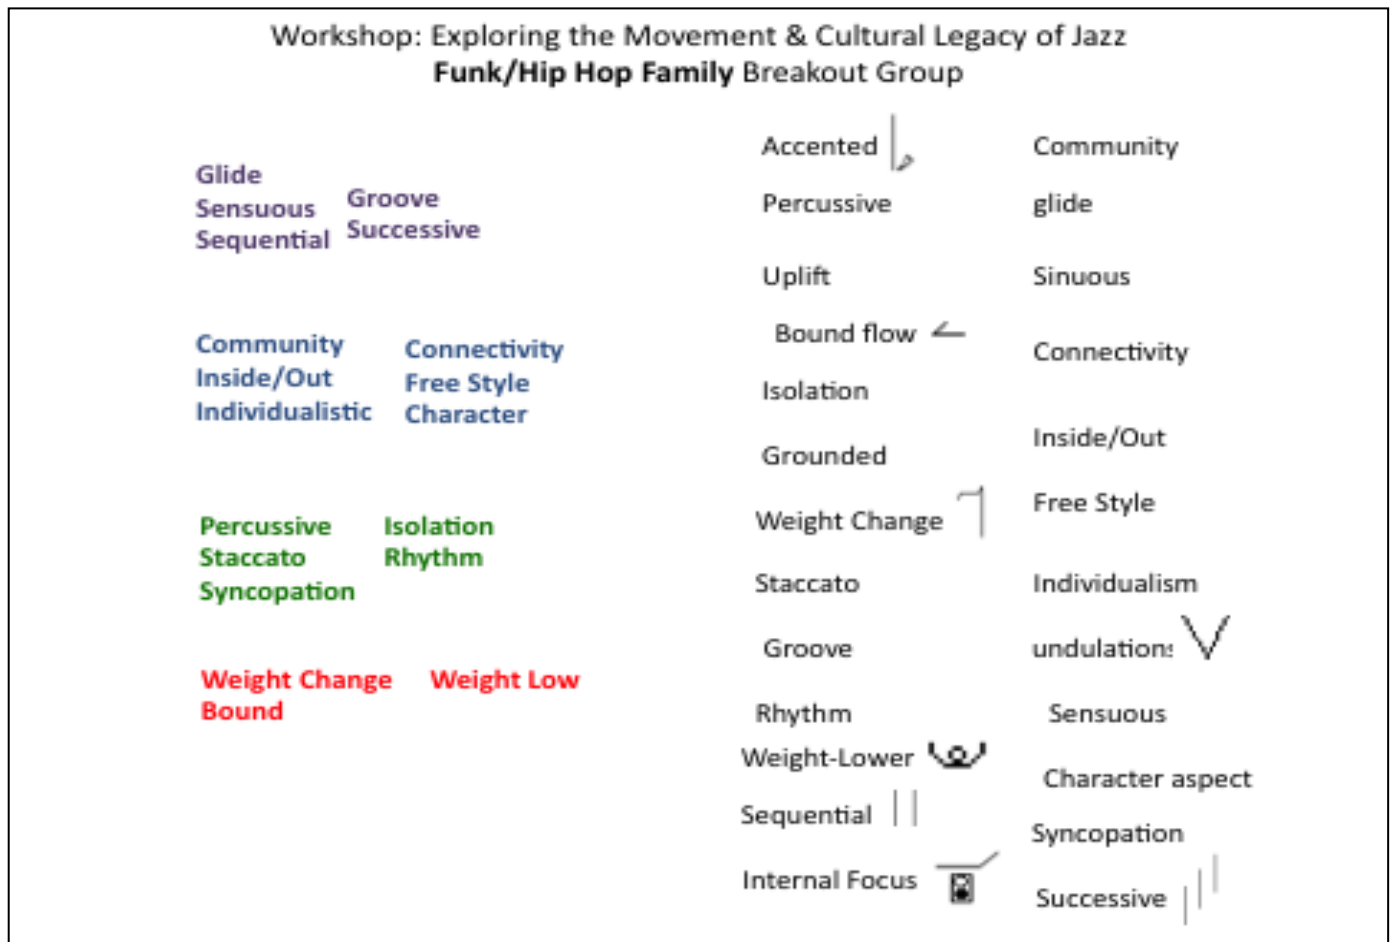 Workshop: Exploring the Movement & Cultural Legacy of Jazz
Funk/Hip Hop Family Breakout Group
Glide
Sensuous
Sequential
Groove
Successive
Community
Inside/Out
Individualistic
Connectivity
Free Style
Character
Percussive
Staccato
Syncopation
Isolation
Rhythm
Weight Change
Bound
Weight Low
Accented
Percussive
Uplift
Bound flow
Isolation
Grounded
Weight Change
Staccato
Groove
Rhythm
Weight-Lower
Sequential
Internal Focus
Community
glide
Sinuous
Connectivity
Inside/Out
Free Style
Individualism
undulations
Sensuous
Character aspect
Syncopation
Successive